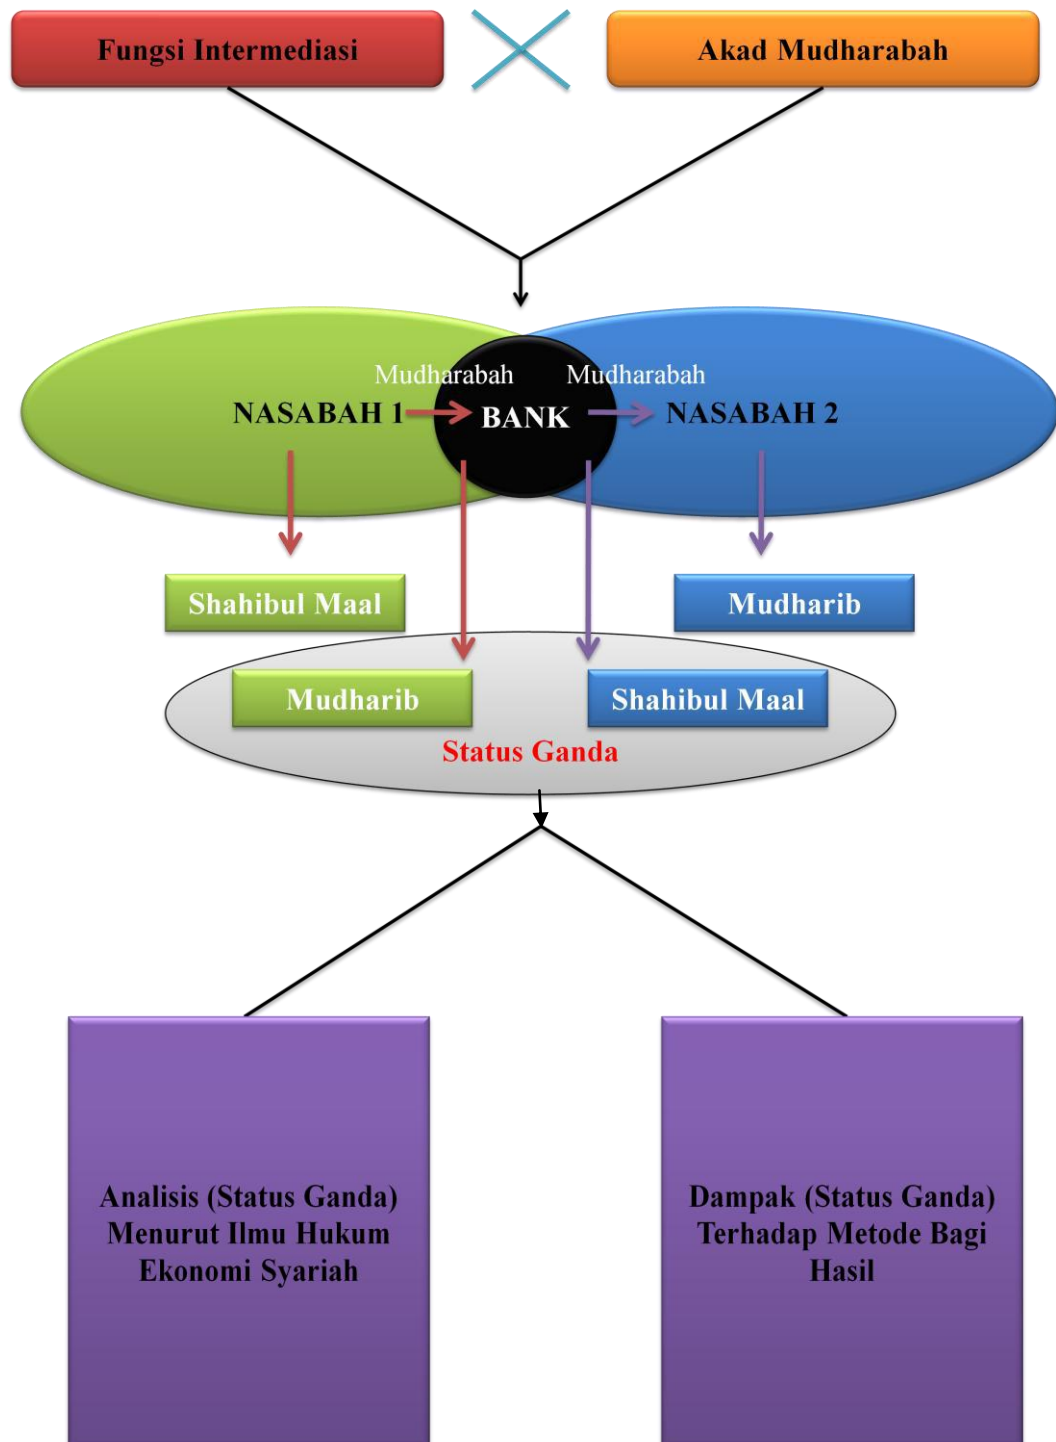 Fungsi Intermediasi
Akad Mudharabah
Mudharabah
Mudharabah
NASABAH 1
BANK
NASABAH 2
Shahibul Maal
Mudharib
Mudharib
Shahibul Maal
Status Ganda
Analisis (Status Ganda)
Menurut Ilmu Hukum
Ekonomi Syariah
Dampak (Status Ganda)
Terhadap Metode Bagi
Hasil